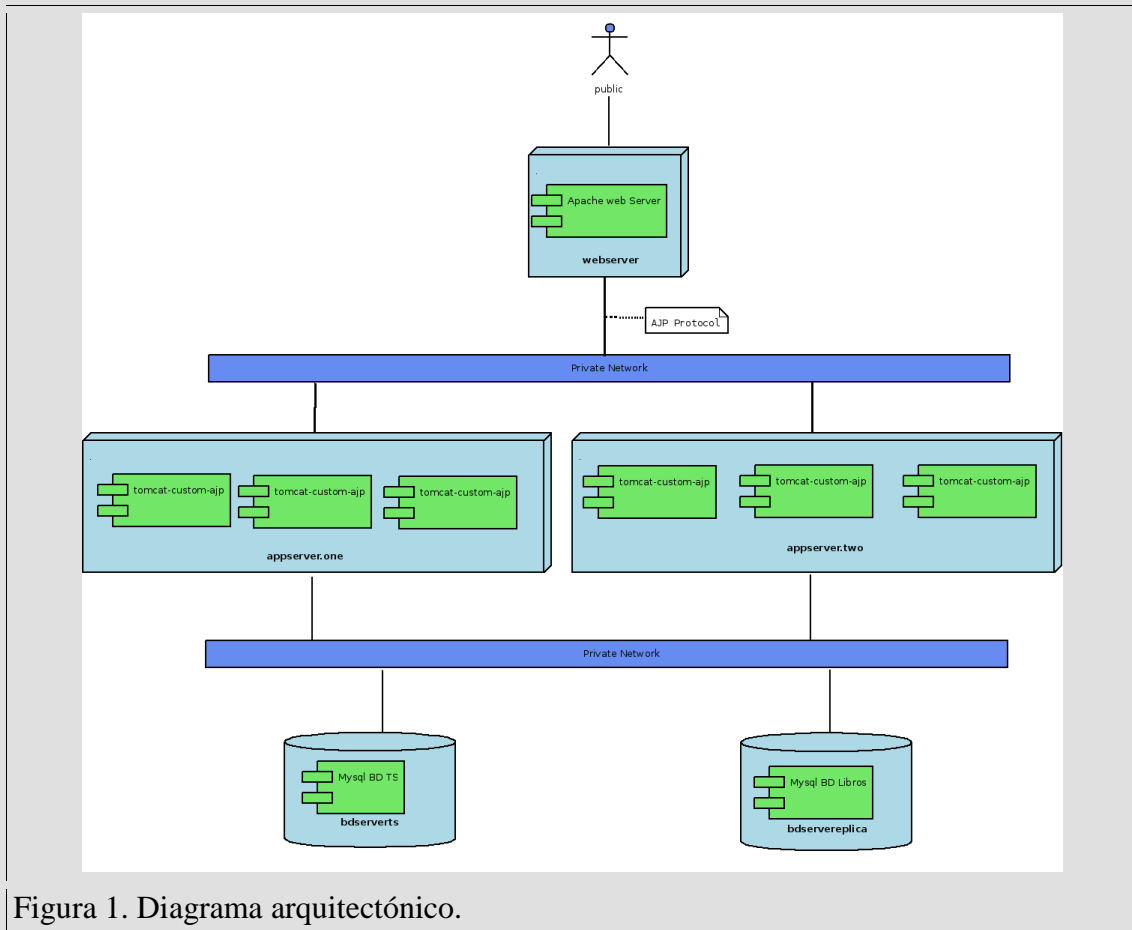 public
Apache web Server
webserver
AJP Protocol
Private Network
tomcat-custom-ajp
tomcat-custom-ajp
tomcat-custom-ajp
appserver.one
tomcat-custom-ajp
tomcat-custom-ajp
tomcat-custom-ajp
appserver.two
Private Network
Mysql BD TS
bdserverts
Mysql BD Libros
bdservereplica
Figura 1. Diagrama arquitectónico.